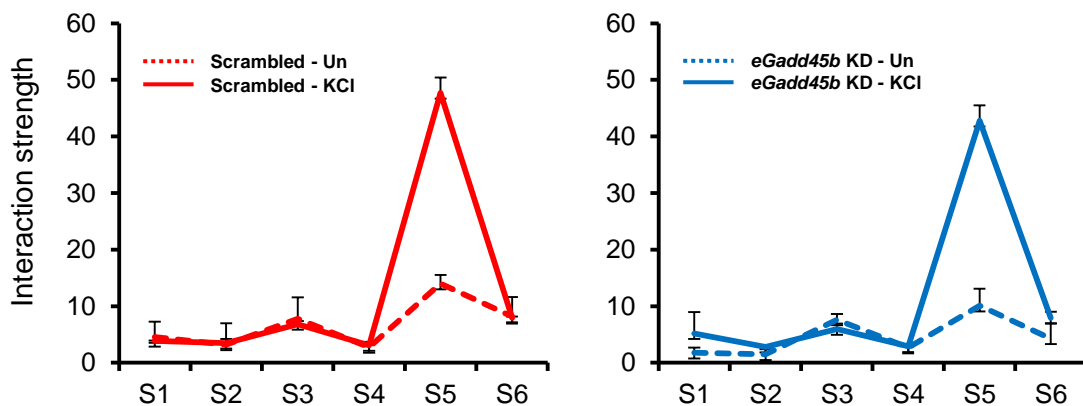 Interaction strength
60
50
40
30
20
10
0
Scrambled - Un
Scrambled - KCl
S1 S2 S3 S4 S5 S6
60
50
40
30
20
10
0
eGadd45b KD - Un
eGadd45b KD - KCl
S1 S2 S3 S4 S5 S6